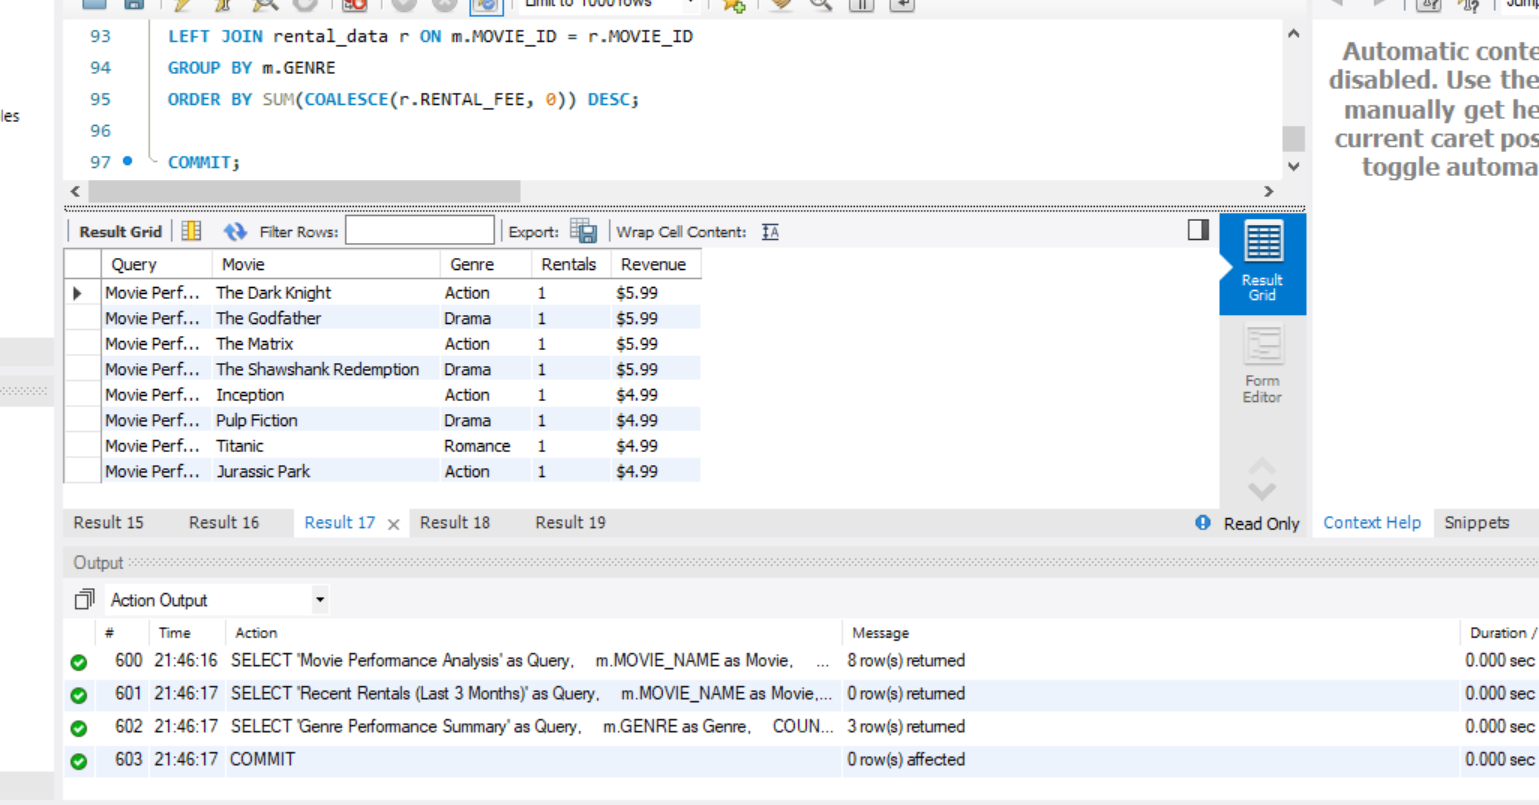 Limit to 1000 rows
93 LEFT JOIN rental_data r ON m.MOVIE_ID = r.MOVIE_ID
94 GROUP BY m.GENRE
95 ORDER BY SUM(COALESCE(r.RENTAL_FEE, 0)) DESC;
96
97 COMMIT;
les
Automatic conte
disabled. Use the
manually get he
current caret pos
toggle automa
Result Grid Filter Rows: Export: Wrap Cell Content: IA
Query Movie Genre Rentals Revenue
Movie Perf... The Dark Knight Action 1 $5.99
Movie Perf... The Godfather Drama 1 $5.99
Movie Perf... The Matrix Action 1 $5.99
Movie Perf... The Shawshank Redemption Drama 1 $5.99
Movie Perf... Inception Action 1 $4.99
Movie Perf... Pulp Fiction Drama 1 $4.99
Movie Perf... Titanic Romance 1 $4.99
Movie Perf... Jurassic Park Action 1 $4.99
Result
Grid
Form
Editor
Result 15 Result 16 Result 17 Result 18 Result 19 Read Only Context Help Snippets
Output
Action Output
# Time Action Message Duration /
600 21:46:16 SELECT 'Movie Performance Analysis' as Query, m.MOVIE_NAME as Movie, ... 8 row(s) returned 0.000 sec
601 21:46:17 SELECT 'Recent Rentals (Last 3 Months)' as Query, m.MOVIE_NAME as Movie,... 0 row(s) returned 0.000 sec
602 21:46:17 SELECT 'Genre Performance Summary' as Query, m.GENRE as Genre, COUN... 3 row(s) returned 0.000 sec
603 21:46:17 COMMIT 0 row(s) affected 0.000 sec